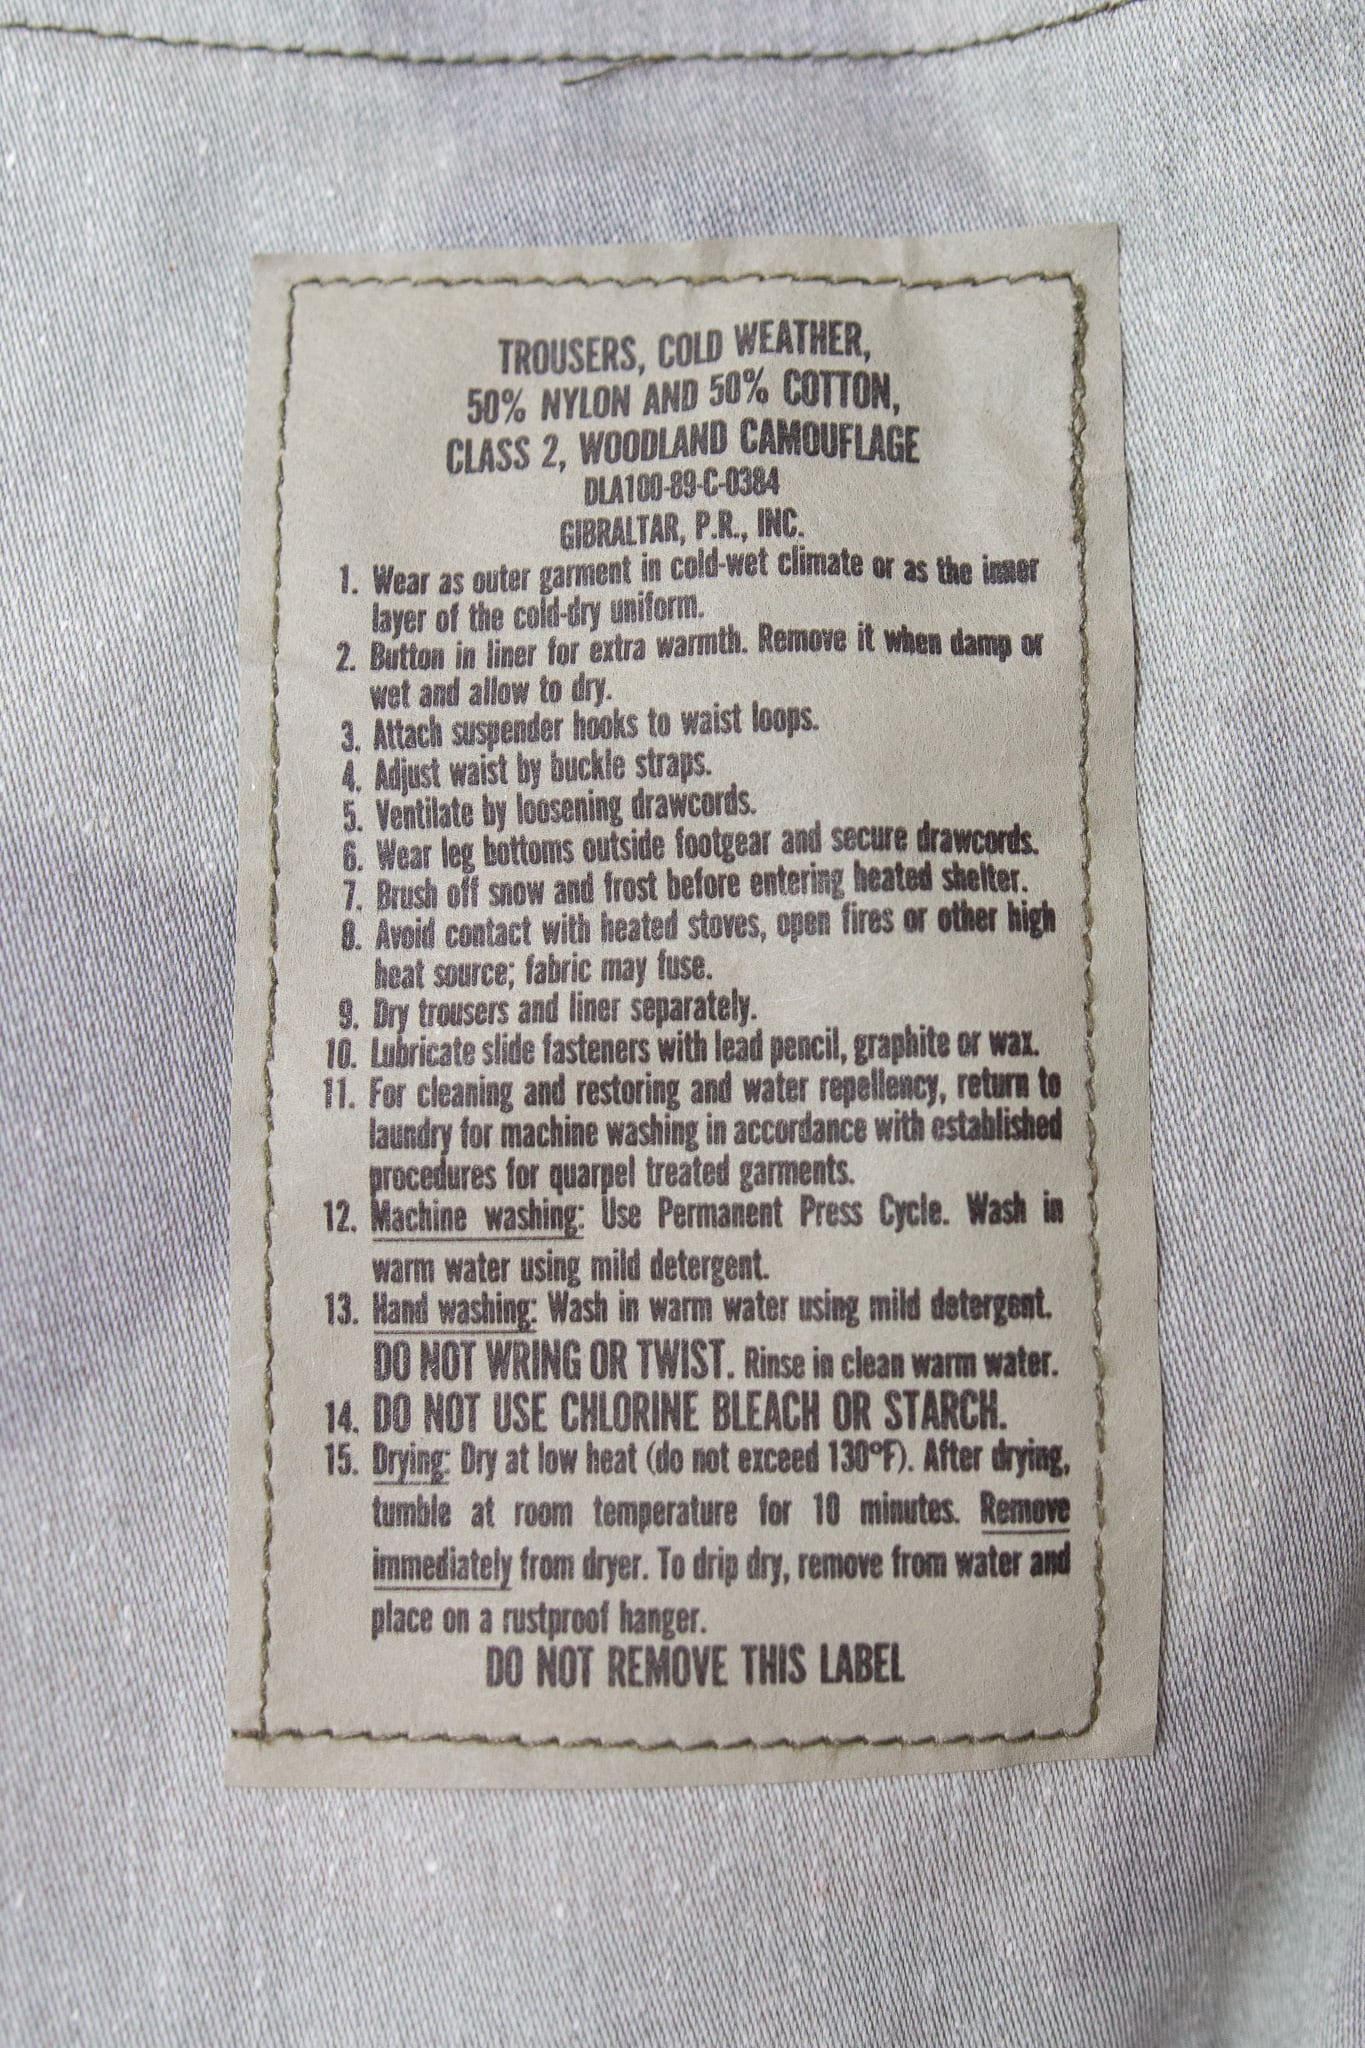 TROUSERS, COLD WEATHER,
50% NYLON AND 50% COTTON,
CLASS 2, WOODLAND CAMOUFLAGE
DLA100-89-C-0384
GIBRALTAR, P.R., INC.
1. Wear as outer garment in cold-wet climate or as the inner
layer of the cold-dry uniform.
2. Button in liner for extra warmth. Remove it when damp or
wet and allow to dry.
3. Attach suspender hooks to waist loops.
4. Adjust waist by buckle straps.
5. Ventilate by loosening drawcords.
6. Wear leg bottoms outside footgear and secure drawcords.
7. Brush off snow and frost before entering heated shelter.
8. Avoid contact with heated stoves, open fires or other high
heat source; fabric may fuse.
9. Dry trousers and liner separately.
10. Lubricate slide fasteners with lead pencil, graphite or wax.
11. For cleaning and restoring and water repellency, return to
laundry for machine washing in accordance with established
procedures for quarpel treated garments.
12. Machine washing: Use Permanent Press Cycle. Wash in
warm water using mild detergent.
13. Hand washing: Wash in warm water using mild detergent.
DO NOT WRING OR TWIST. Rinse in clean warm water.
14. DO NOT USE CHLORINE BLEACH OR STARCH.
15. Drying: Dry at low heat (do not exceed 130°F). After drying,
tumble at room temperature for 10 minutes. Remove
immediately from dryer. To drip dry, remove from water and
place on a rustproof hanger.
DO NOT REMOVE THIS LABEL